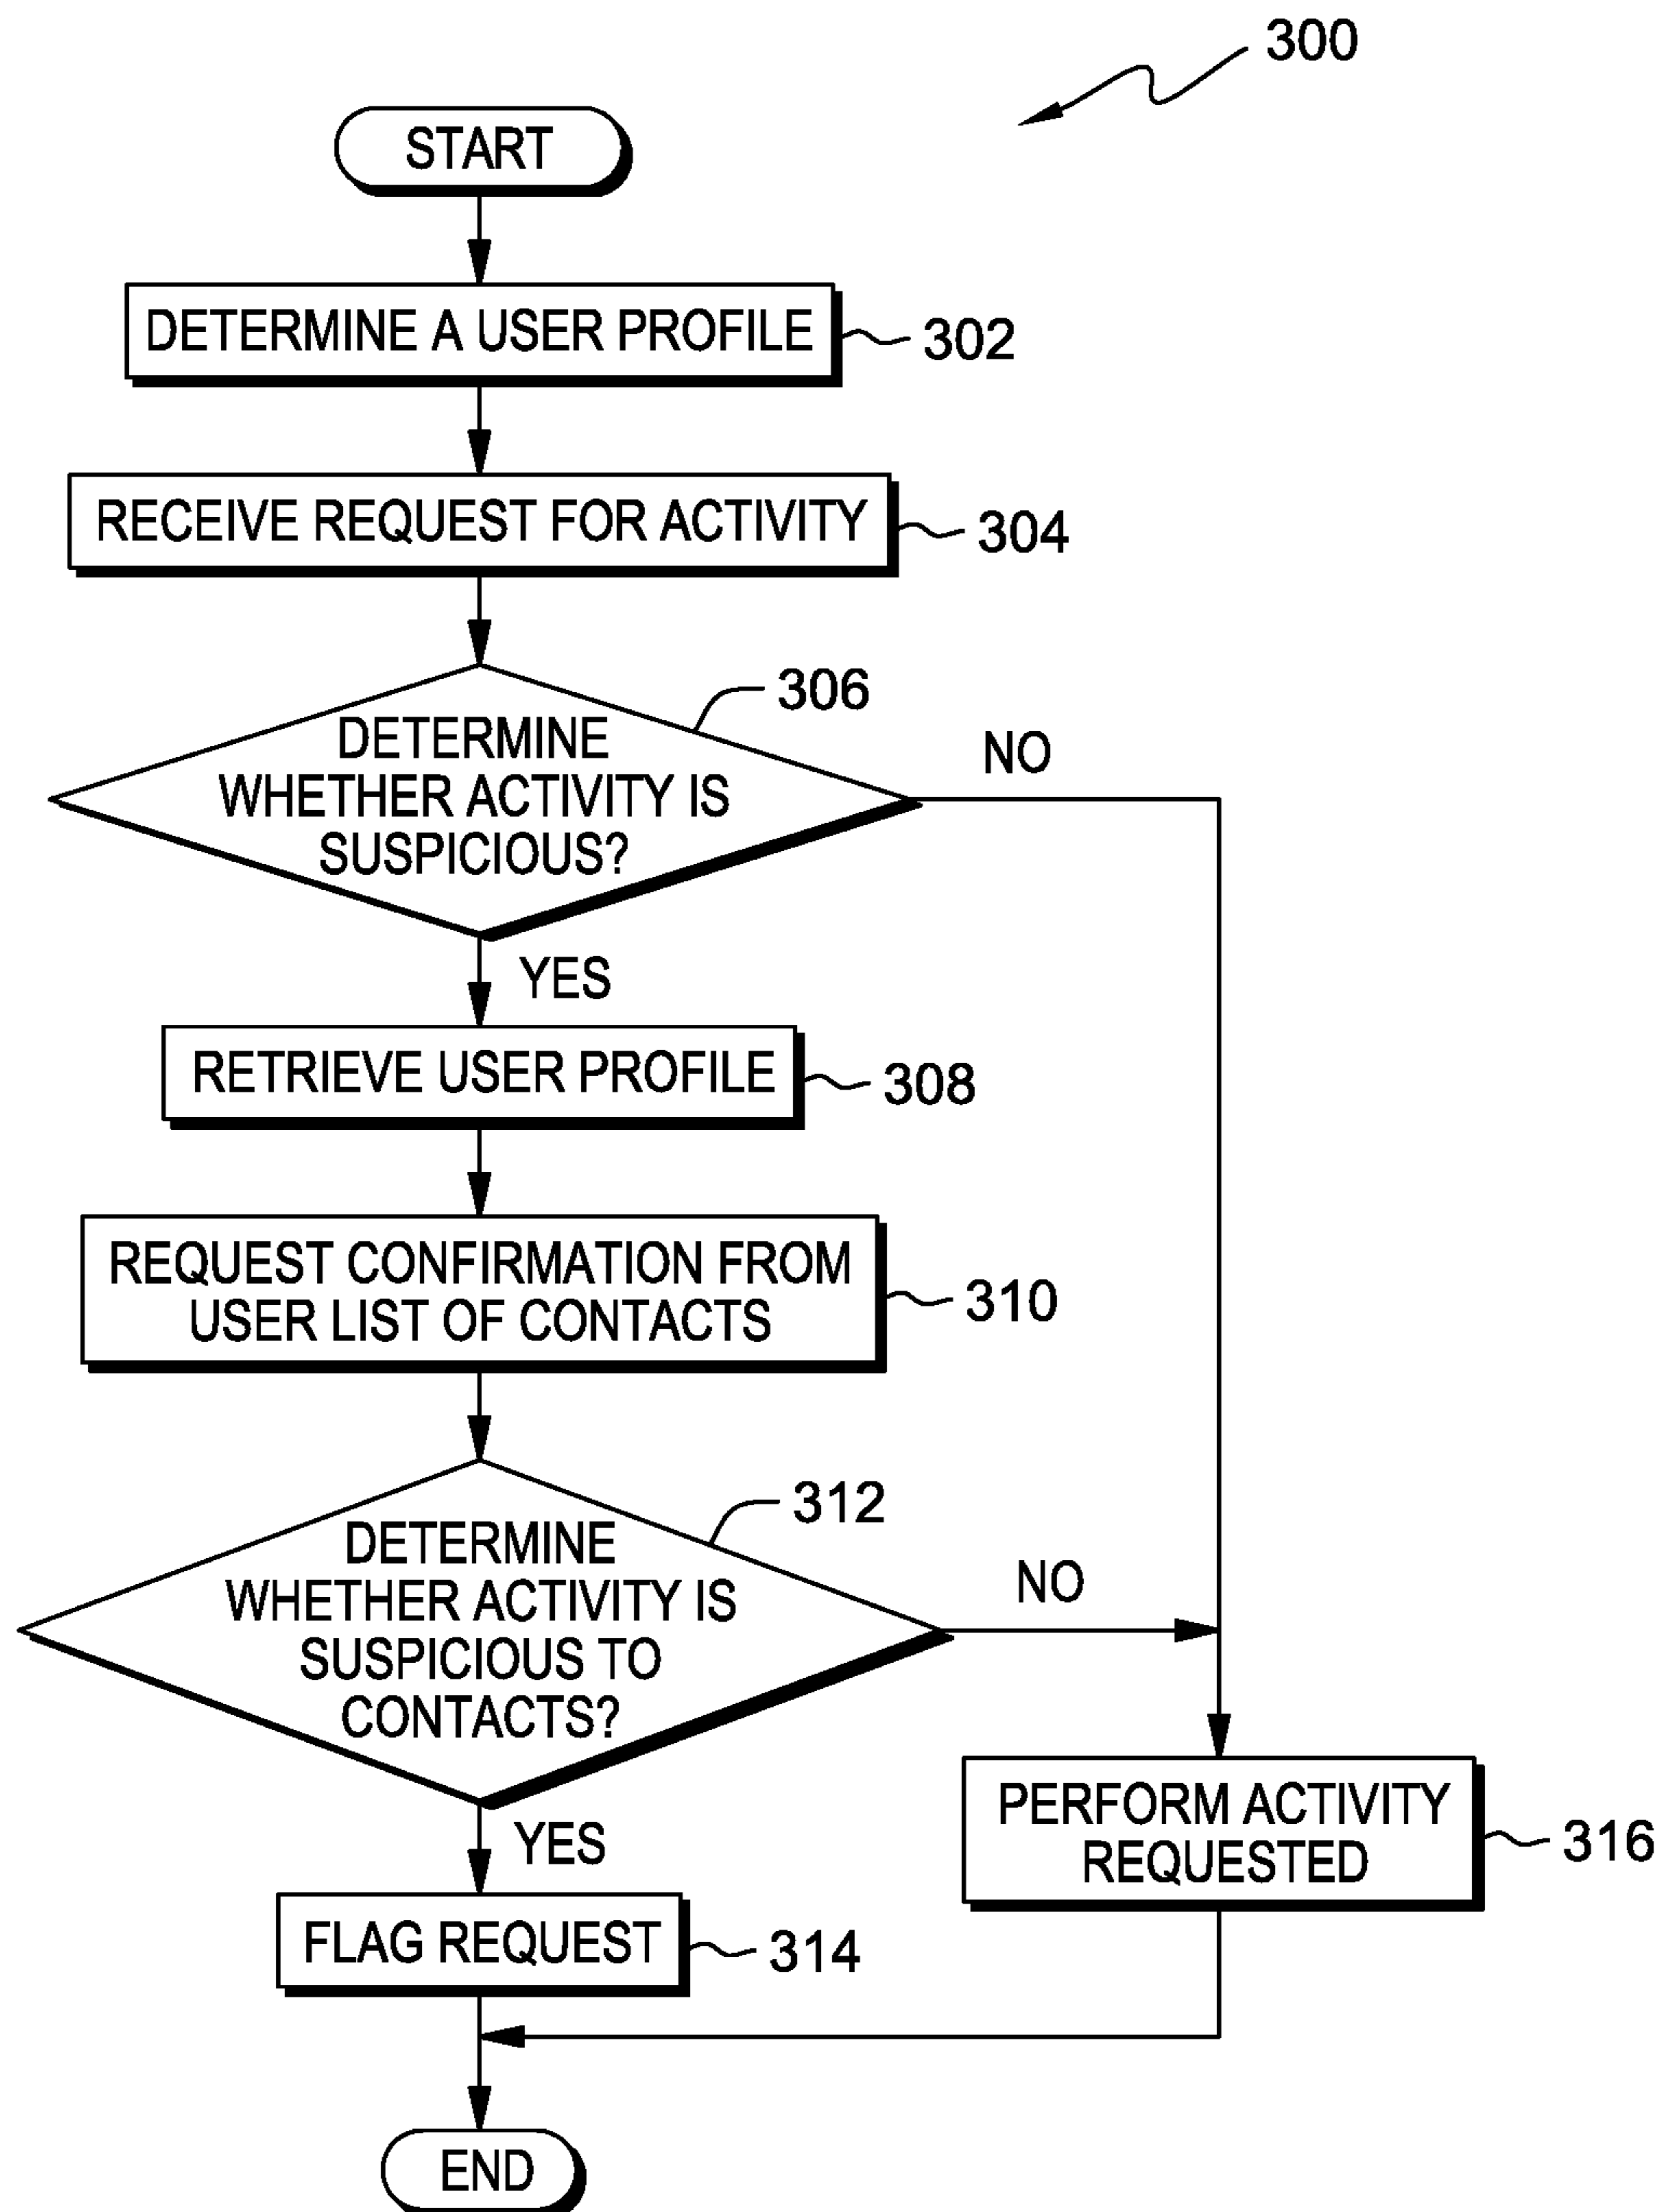 300
START
DETERMINE A USER PROFILE
302
RECEIVE REQUEST FOR ACTIVITY
304
306
DETERMINE
WHETHER ACTIVITY IS
SUSPICIOUS?
NO
YES
RETRIEVE USER PROFILE
308
REQUEST CONFIRMATION FROM
USER LIST OF CONTACTS
310
312
DETERMINE
WHETHER ACTIVITY IS
SUSPICIOUS TO
CONTACTS?
NO
YES
PERFORM ACTIVITY
REQUESTED
316
FLAG REQUEST
314
END